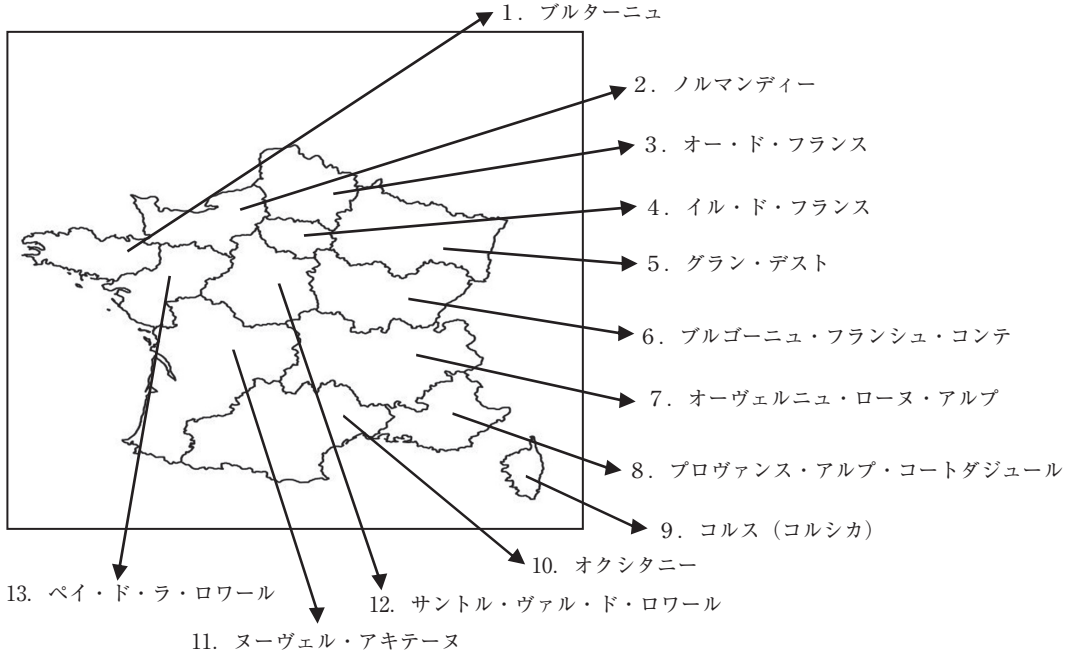 1. ブルターニュ
2. ノルマンディー
3. オー・ド・フランス
4. イル・ド・フランス
5. グラン・デスト
6. ブルゴーニュ・フランシュ・コンテ
7. オーヴェルニュ・ローヌ・アルプ
8. プロヴァンス・アルプ・コートダジュール
9. コルス（コルシカ）
10. オクシタニー
13. ペイ・ド・ラ・ロワール
12. サントル・ヴァル・ド・ロワール
11. ヌーヴェル・アキテーヌ